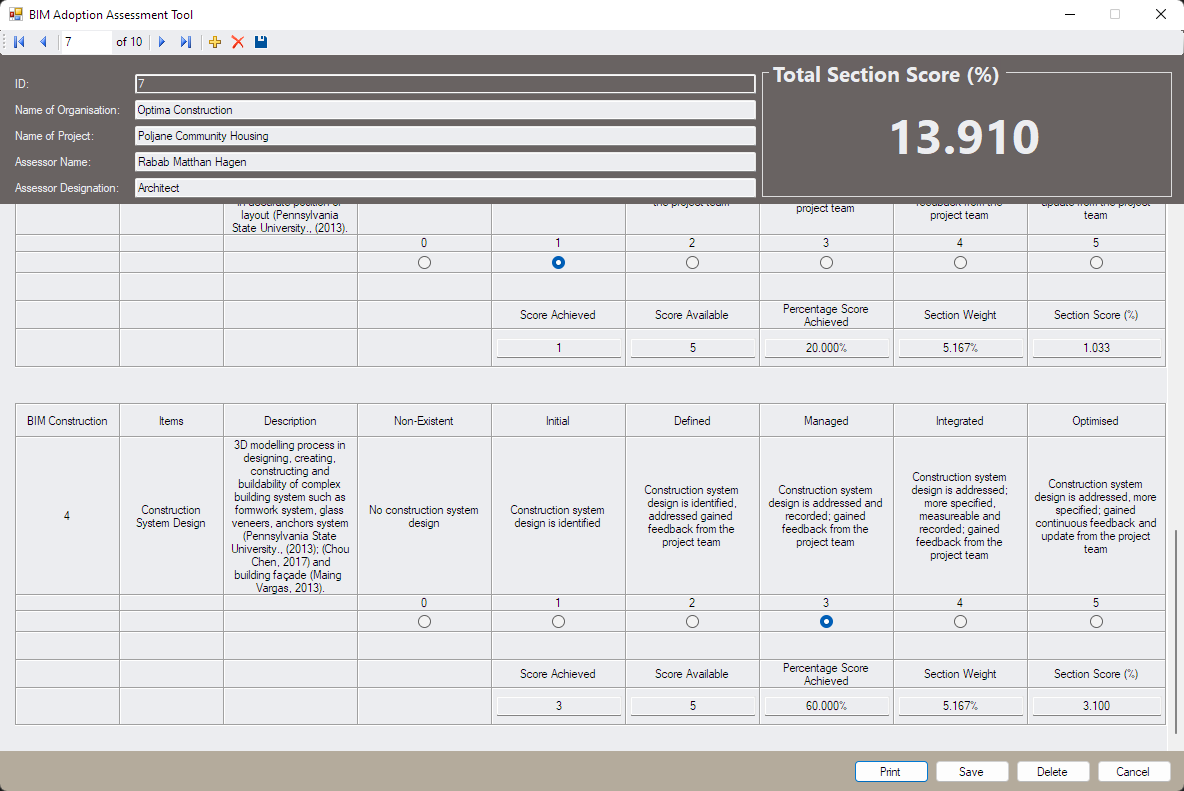 BIM Adoption Assessment Tool
7 of 10
Total Section Score (%)
13.910
ID: 7
Name of Organisation: Optima Construction
Name of Project: Poljane Community Housing
Assessor Name: Rabab Matthan Hagen
Assessor Designation: Architect
layout (Pennsylvania
State University., (2013).
the project team
project team
feedback from the
project team
update from the project
team
0 1 2 3 4 5
Score Achieved
Score Available
Percentage Score
Achieved
Section Weight
Section Score (%)
1 5 20.000% 5.167% 1.033
BIM Construction
Items
Description
Non-Existent
Initial
Defined
Managed
Integrated
Optimised
4
Construction
System Design
3D modelling process in
designing, creating,
constructing and
buildability of complex
building system such as
formwork system, glass
veneers, anchors system
(Pennsylvania State
University., (2013); (Chou
Chen, 2017) and
building façade (Maing
Vargas, 2013).
No construction system
design
Construction system
design is identified
Construction system
design is identified,
addressed gained
feedback from the
project team
Construction system
design is addressed and
recorded; gained
feedback from the
project team
Construction system
design is addressed;
more specified,
measureable and
recorded; gained
feedback from the
project team
Construction system
design is addressed, more
specified; gained
continuous feedback and
update from the project
team
0 1 2 3 4 5
Score Achieved
Score Available
Percentage Score
Achieved
Section Weight
Section Score (%)
3 5 60.000% 5.167% 3.100
Print
Save
Delete
Cancel